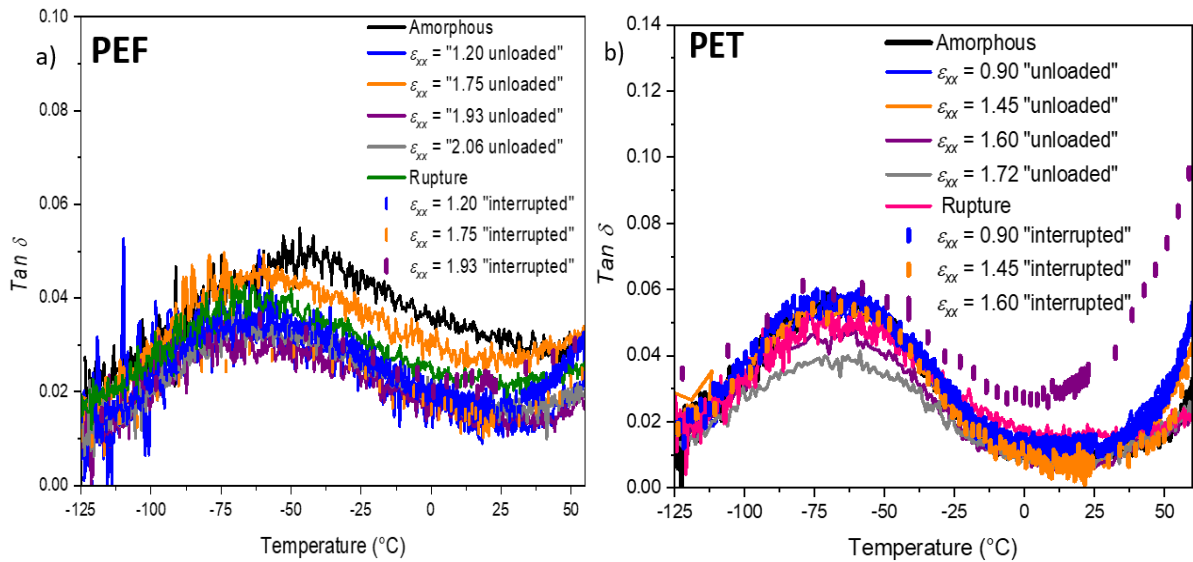 a) PEF
Amorphous
εxx = "1.20 unloaded"
εxx = "1.75 unloaded"
εxx = "1.93 unloaded"
εxx = "2.06 unloaded"
Rupture
εxx = 1.20 "interrupted"
εxx = 1.75 "interrupted"
εxx = 1.93 "interrupted"
0.10
0.08
0.06
0.04
0.02
0.00
Tan δ
-125 -100 -75 -50 -25 0 25 50
Temperature (°C)
b) PET
Amorphous
εxx = 0.90 "unloaded"
εxx = 1.45 "unloaded"
εxx = 1.60 "unloaded"
εxx = 1.72 "unloaded"
Rupture
εxx = 0.90 "interrupted"
εxx = 1.45 "interrupted"
εxx = 1.60 "interrupted"
0.14
0.12
0.10
0.08
0.06
0.04
0.02
0.00
Tan δ
-125 -100 -75 -50 -25 0 25 50
Temperature (°C)